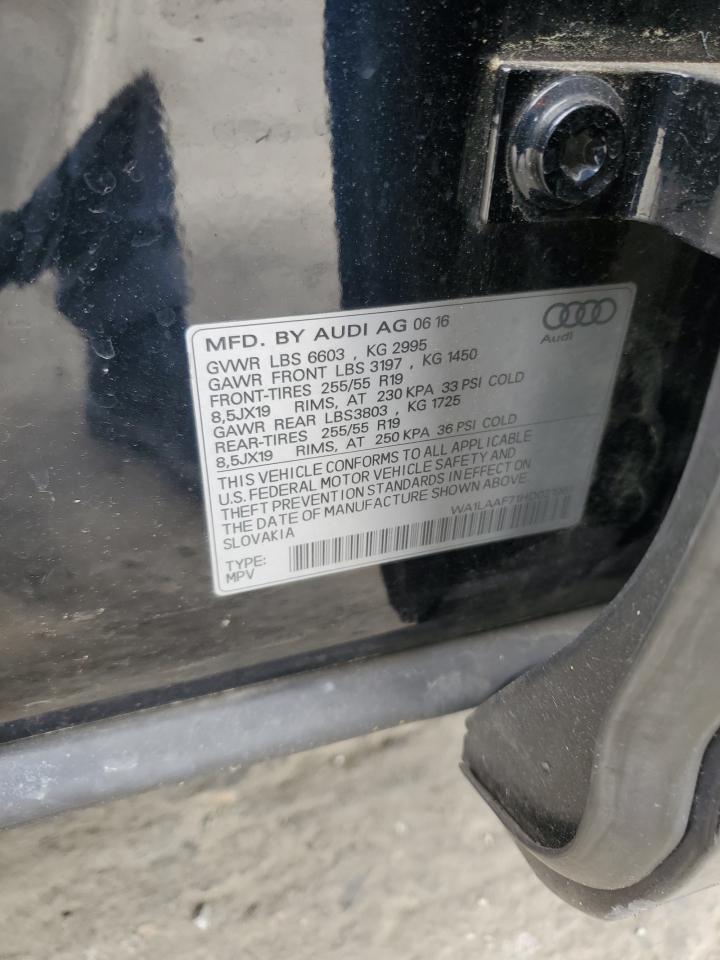 MFD. BY AUDI AG 06 16
Audi
GVWR LBS 6603 , KG 2995
GAWR FRONT LBS 3197 , KG 1450
FRONT-TIRES 255/55 R19
8,5JX19 RIMS, AT 230 KPA 33 PSI COLD
GAWR REAR LBS3803 , KG 1725
REAR-TIRES 255/55 R19
8,5JX19 RIMS, AT 250 KPA 36 PSI COLD
THIS VEHICLE CONFORMS TO ALL APPLICABLE
U.S. FEDERAL MOTOR VEHICLE SAFETY AND
THEFT PREVENTION STANDARDS IN EFFECT ON
THE DATE OF MANUFACTURE SHOWN ABOVE.
SLOVAKIA
TYPE:
MPV